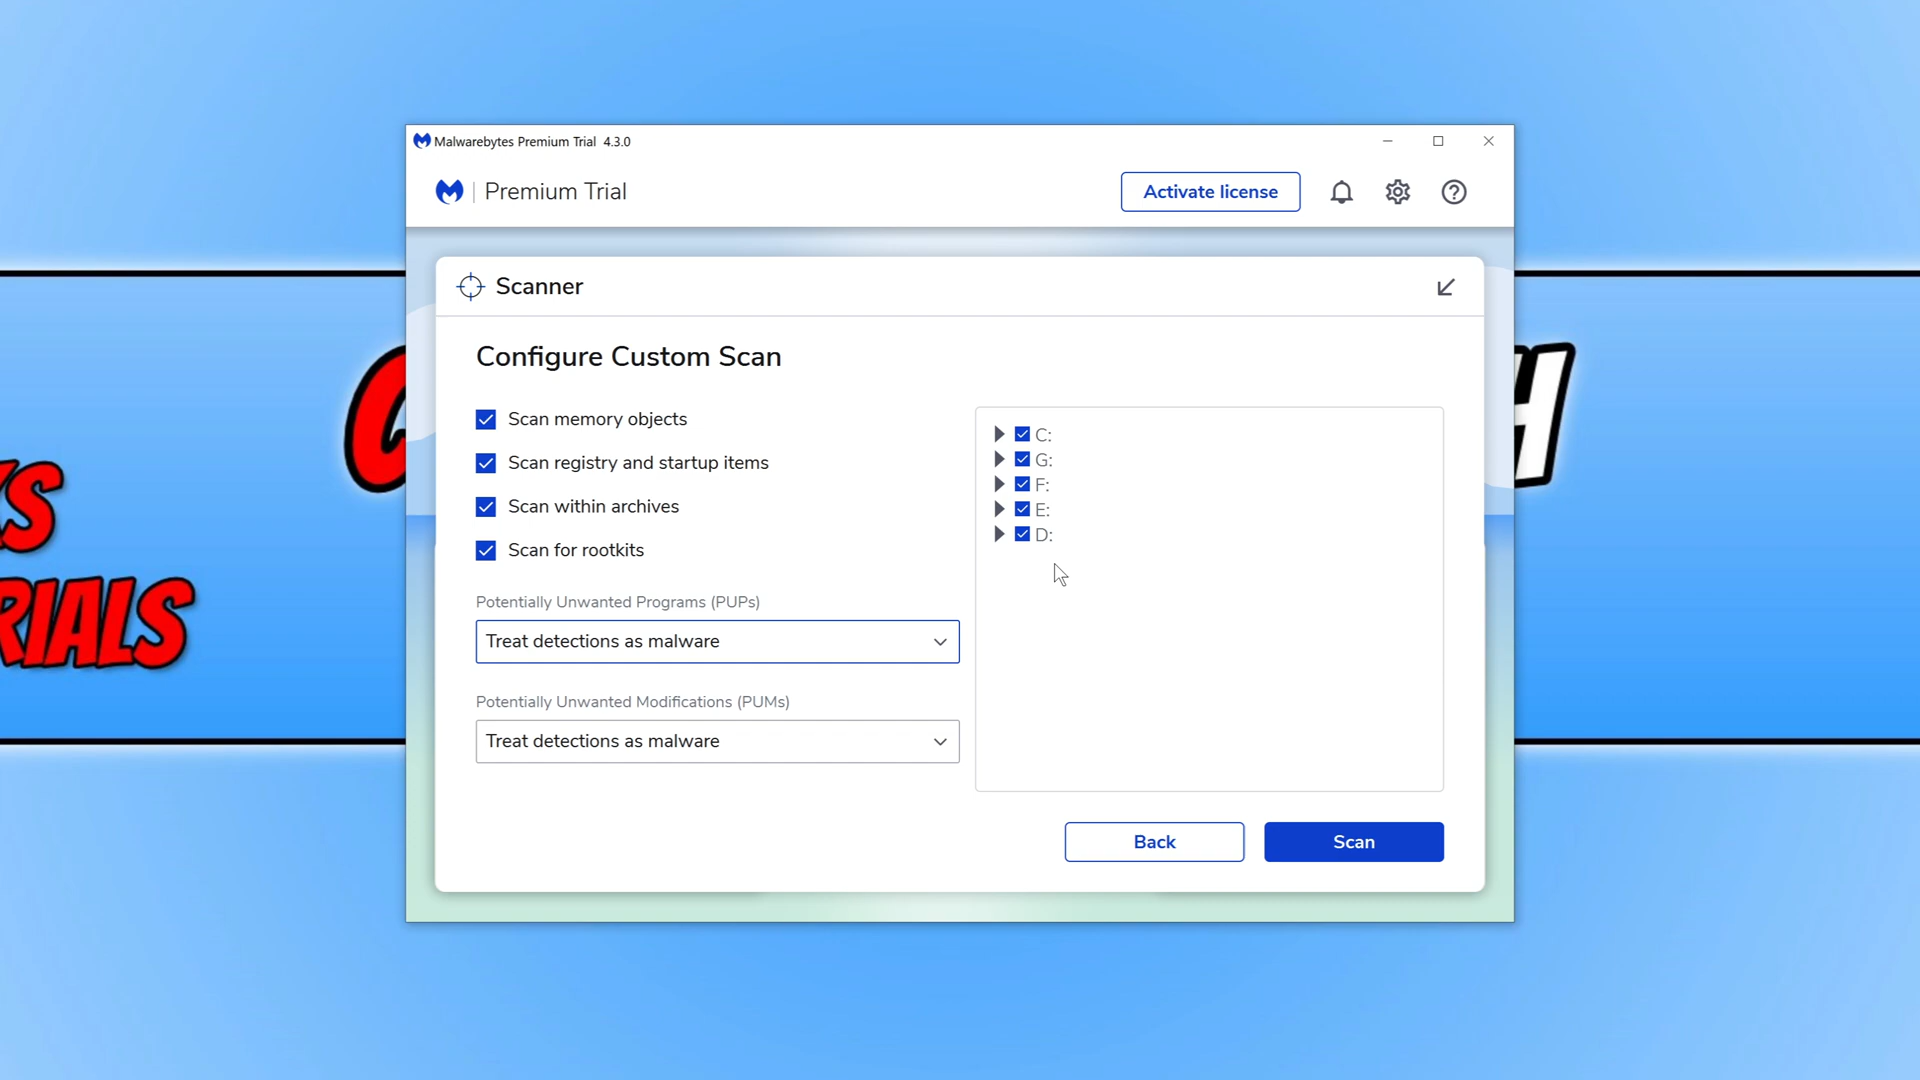 Malwarebytes Premium Trial 4.3.0
Premium Trial
Activate license
Scanner
Configure Custom Scan
Scan memory objects
Scan registry and startup items
Scan within archives
Scan for rootkits
Potentially Unwanted Programs (PUPs)
Treat detections as malware
Potentially Unwanted Modifications (PUMs)
Treat detections as malware
C:
G:
F:
E:
D:
Back
Scan